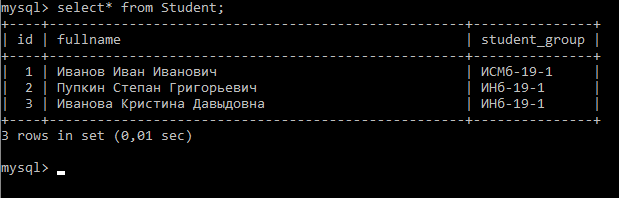 mysql> select* from Student;
+----+----------------------------------------------------+---------------+
| id | fullname                                           | student_group |
+----+----------------------------------------------------+---------------+
|  1 | Иванов Иван Иванович                               | ИСМб-19-1     |
|  2 | Пупкин Степан Григорьевич                          | ИНб-19-1      |
|  3 | Иванова Кристина Давыдовна                         | ИНб-19-1      |
+----+----------------------------------------------------+---------------+
3 rows in set (0,01 sec)
mysql>